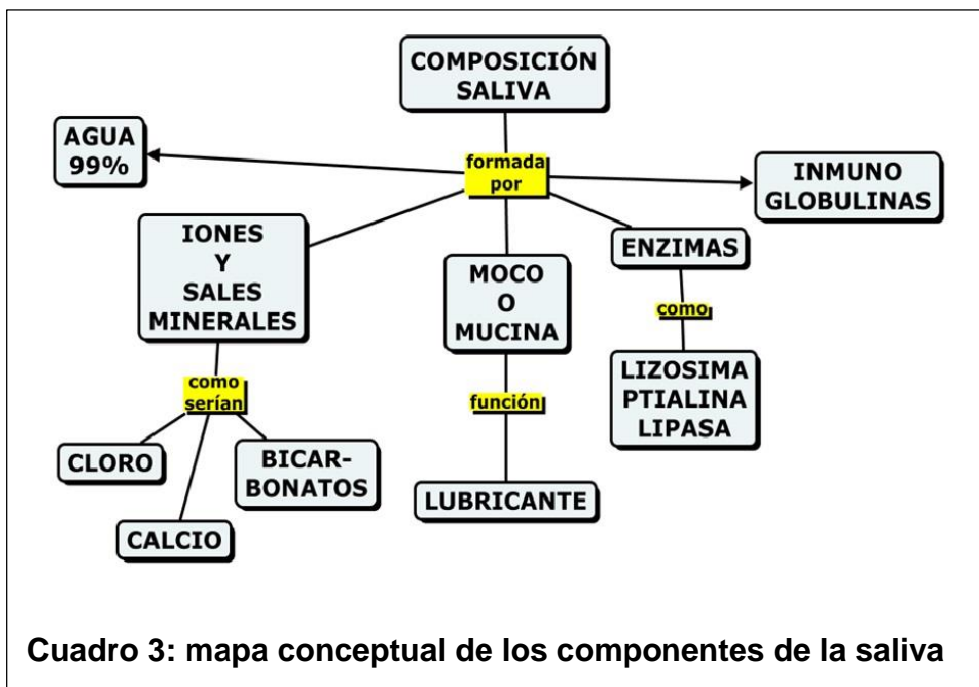 COMPOSICIÓN
SALIVA
formada
por
AGUA
99%
INMUNO
GLOBULINAS
IONES
Y
SALES
MINERALES
MOCO
O
MUCINA
ENZIMAS
como
serían
función
como
CLORO
CALCIO
BICAR-
BONATOS
LUBRICANTE
LIZOSIMA
PTIALINA
LIPASA
Cuadro 3: mapa conceptual de los componentes de la saliva